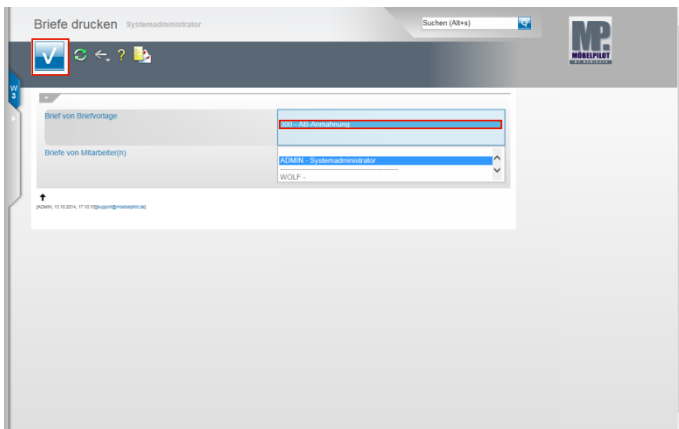 Briefe drucken Systemadministrator
Suchen (Alt+s)
MP
MÖBELPILOT
W
3
Brief von Briefvorlage
300 - AB-Anmahnung
Briefe von Mitarbeiter(n)
ADMIN - Systemadministrator
WOLF -